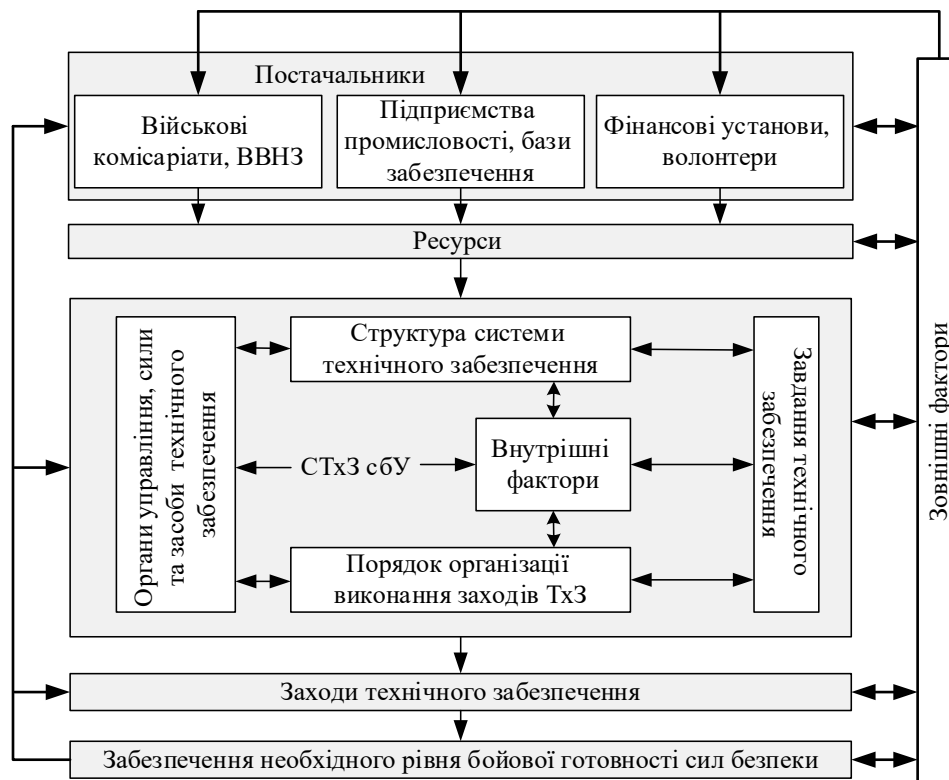 Постачальники
Військові
комісаріати, ВВНЗ
Підприємства
промисловості, бази
забезпечення
Фінансові установи,
волонтери
Ресурси
Органи управління, сили
та засоби технічного
забезпечення
Структура системи
технічного забезпечення
СТхЗ сбУ
Внутрішні
фактори
Порядок організації
виконання заходів ТхЗ
Завдання технічного
забезпечення
Зовнішні фактори
Заходи технічного забезпечення
Забезпечення необхідного рівня бойової готовності сил безпеки